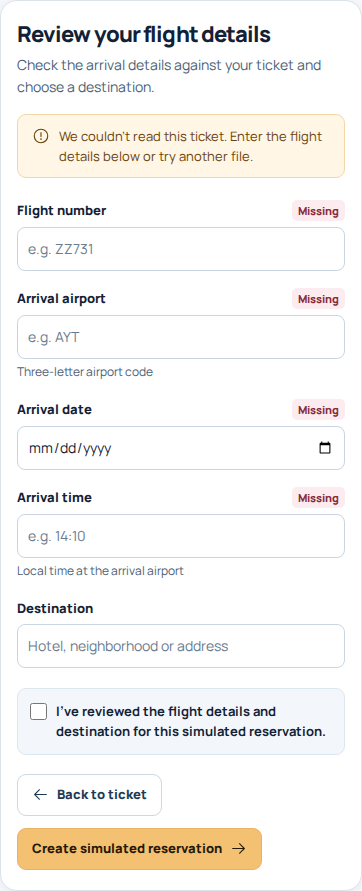 Review your flight details
Check the arrival details against your ticket and
choose a destination.
We couldn't read this ticket. Enter the flight
details below or try another file.
Flight number
Missing
e.g. ZZ731
Arrival airport
Missing
e.g. AYT
Three-letter airport code
Arrival date
Missing
mm/dd/yyyy
Arrival time
Missing
e.g. 14:10
Local time at the arrival airport
Destination
Hotel, neighborhood or address
I've reviewed the flight details and
destination for this simulated reservation.
← Back to ticket
Create simulated reservation →